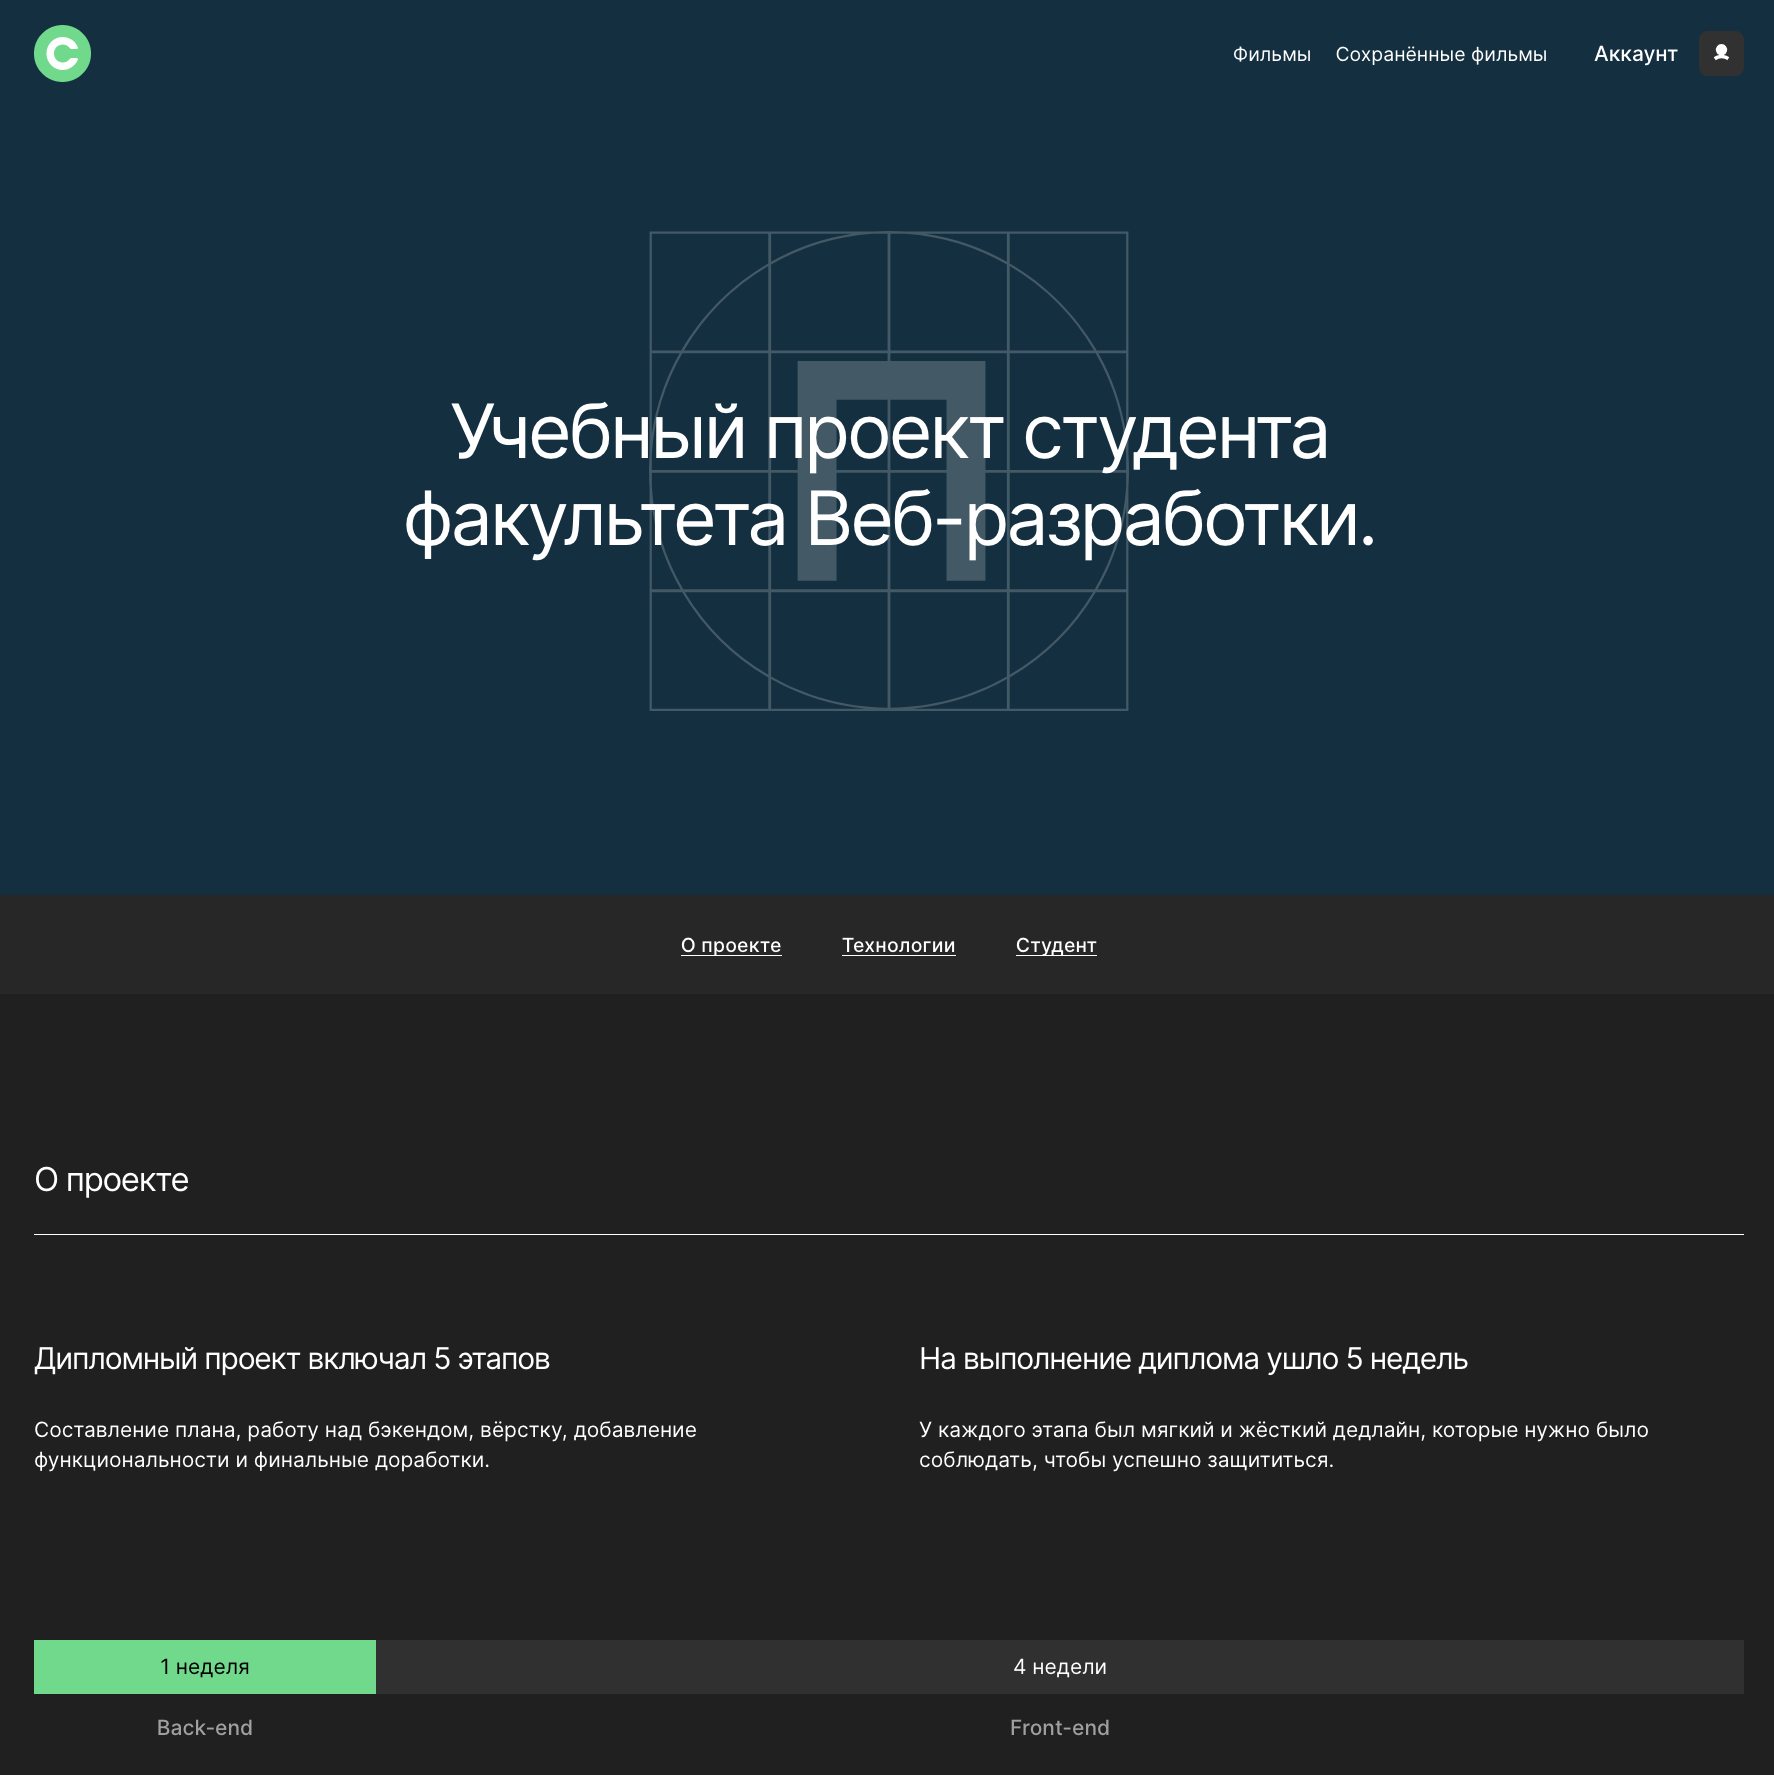 C
Фильмы Сохранённые фильмы Аккаунт
П
Учебный проект студента
факультета Веб-разработки.
О проекте Технологии Студент
О проекте
Дипломный проект включал 5 этапов
Составление плана, работу над бэкендом, вёрстку, добавление
функциональности и финальные доработки.
На выполнение диплома ушло 5 недель
У каждого этапа был мягкий и жёсткий дедлайн, которые нужно было
соблюдать, чтобы успешно защититься.
1 неделя 4 недели
Back-end Front-end